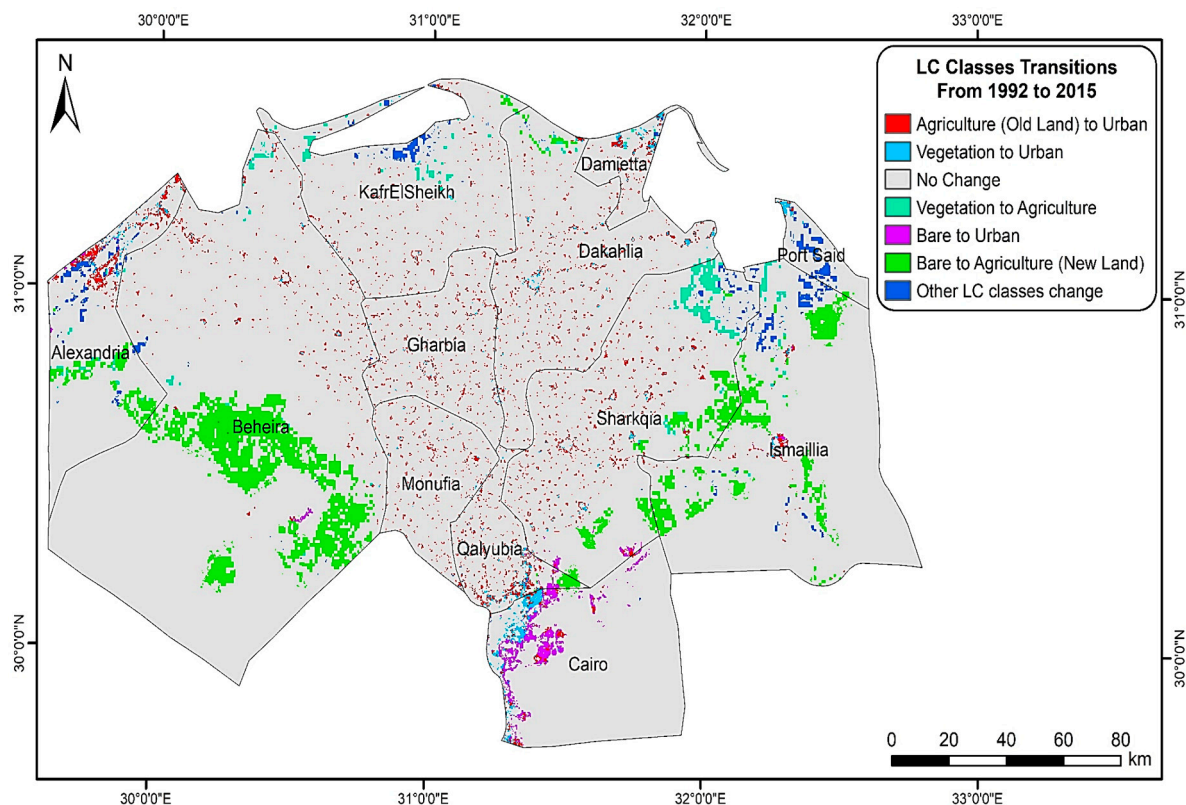 30°0'0"E
31°0'0"E
32°0'0"E
33°0'0"E
N
LC Classes Transitions
From 1992 to 2015
Agriculture (Old Land) to Urban
Vegetation to Urban
No Change
Vegetation to Agriculture
Bare to Urban
Bare to Agriculture (New Land)
Other LC classes change
Damietta
KafrElSheikh
Dakahlia
Port Said
31°0'0"N
31°0'0"N
Gharbia
Alexandria
Sharkqia
Beheira
Ismaillia
Monufia
Qalyubia
30°0'0"N
30°0'0"N
Cairo
0 20 40 60 80
km
30°0'0"E
31°0'0"E
32°0'0"E
33°0'0"E